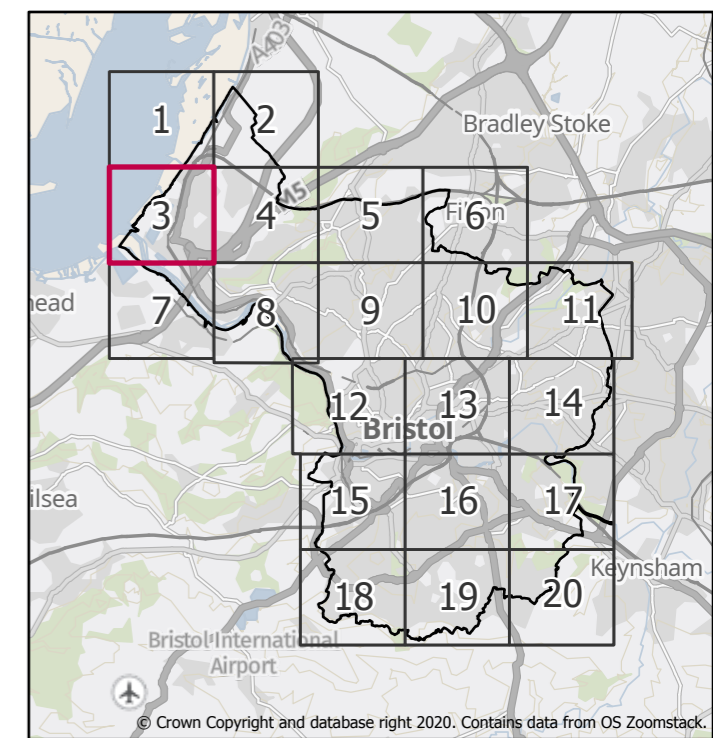 A403
1
2
Bradley Stoke
M5
3
4
5
Filton
6
head
7
8
9
10
11
12
13
14
Bristol
ilsea
15
16
17
Keynsham
18
19
20
Bristol International
Airport
© Crown Copyright and database right 2020. Contains data from OS Zoomstack.